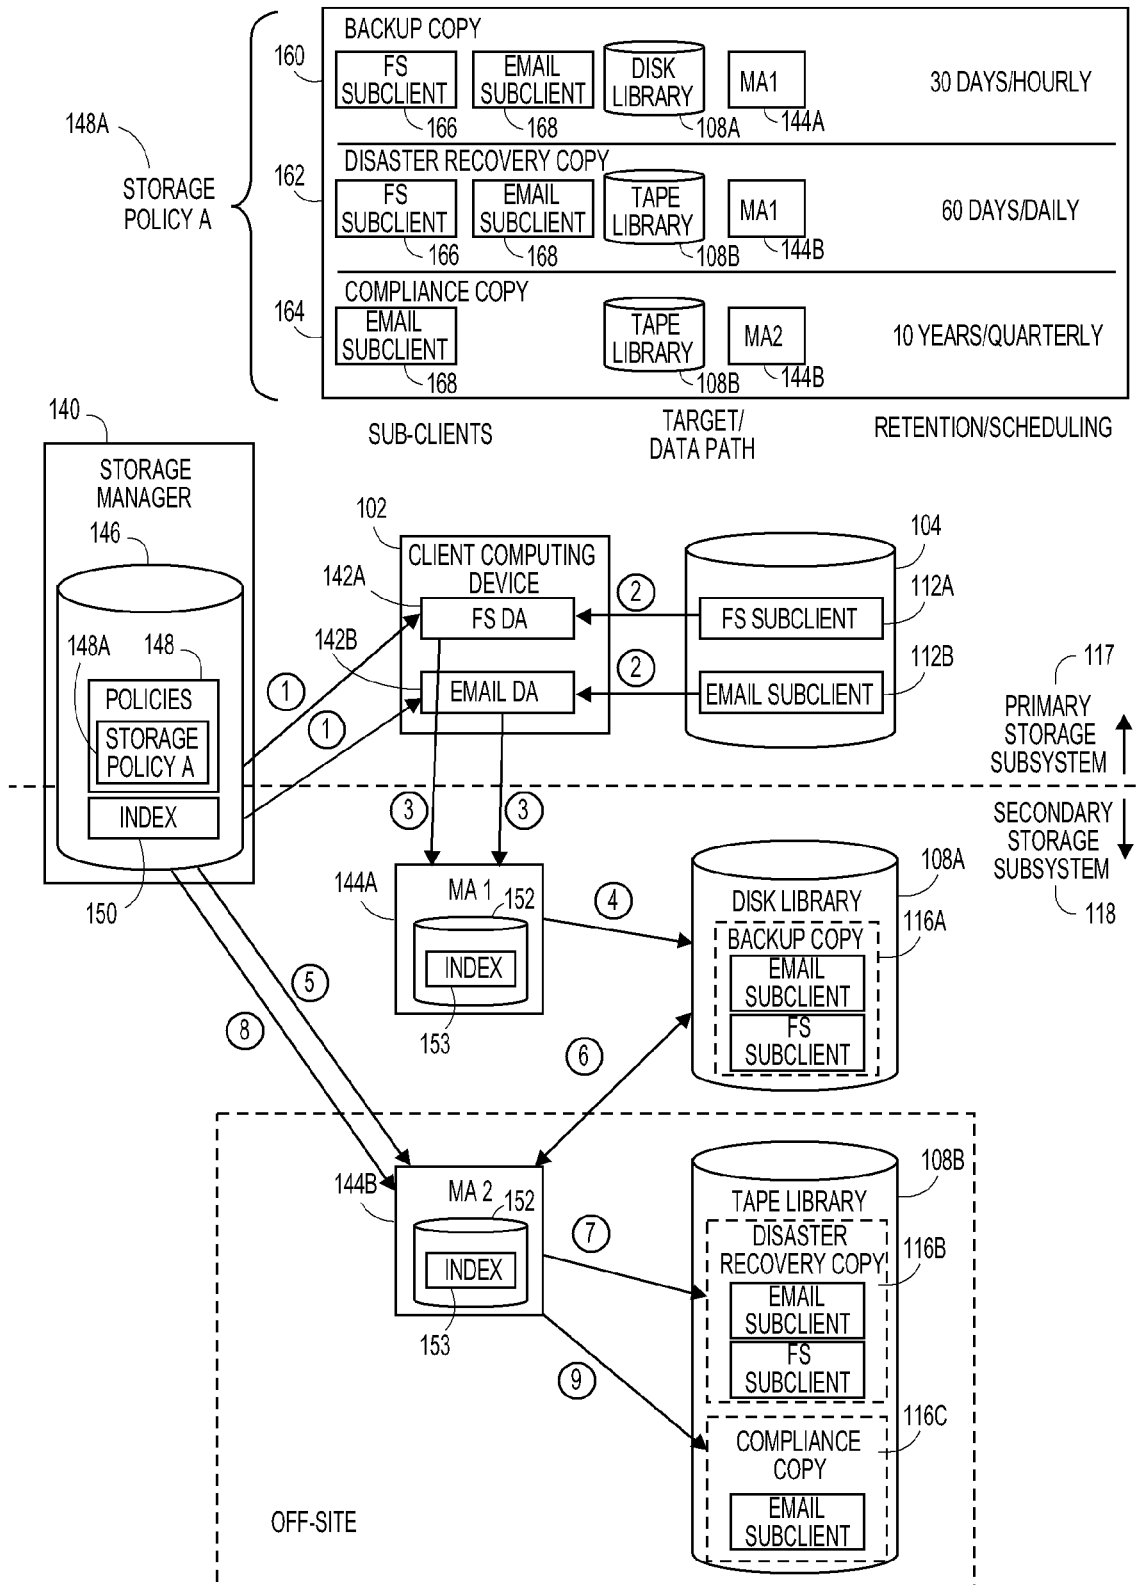 BACKUP COPY
160
FS
SUBCLIENT
166
EMAIL
SUBCLIENT
168
DISK
LIBRARY
108A
MA1
144A
30 DAYS/HOURLY
148A
STORAGE
POLICY A
DISASTER RECOVERY COPY
162
FS
SUBCLIENT
166
EMAIL
SUBCLIENT
168
TAPE
LIBRARY
108B
MA1
144B
60 DAYS/DAILY
COMPLIANCE COPY
164
EMAIL
SUBCLIENT
168
TAPE
LIBRARY
108B
MA2
144B
10 YEARS/QUARTERLY
SUB-CLIENTS
TARGET/
DATA PATH
RETENTION/SCHEDULING
140
STORAGE
MANAGER
146
148A
148
POLICIES
STORAGE
POLICY A
INDEX
150
102
CLIENT COMPUTING
DEVICE
142A
FS DA
142B
EMAIL DA
104
FS SUBCLIENT
112A
EMAIL SUBCLIENT
112B
1
1
2
2
117
PRIMARY
STORAGE
SUBSYSTEM
SECONDARY
STORAGE
SUBSYSTEM
118
3
3
144A
MA 1
152
INDEX
153
4
108A
DISK LIBRARY
116A
BACKUP COPY
EMAIL
SUBCLIENT
FS
SUBCLIENT
5
8
6
144B
MA 2
152
INDEX
153
7
9
108B
TAPE LIBRARY
DISASTER
RECOVERY COPY
116B
EMAIL
SUBCLIENT
FS
SUBCLIENT
116C
COMPLIANCE
COPY
EMAIL
SUBCLIENT
OFF-SITE